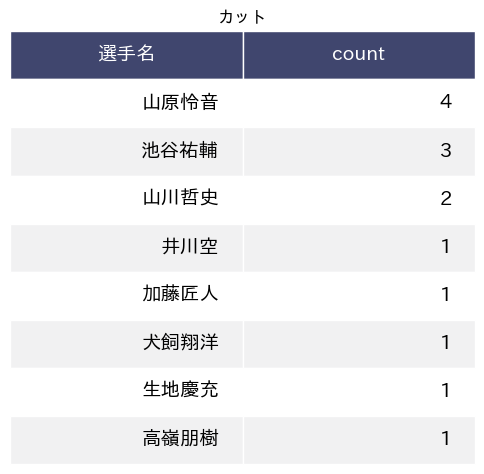 カット
選手名 count
山原怜音 4
池谷祐輔 3
山川哲史 2
井川空 1
加藤匠人 1
犬飼翔洋 1
生地慶充 1
高嶺朋樹 1